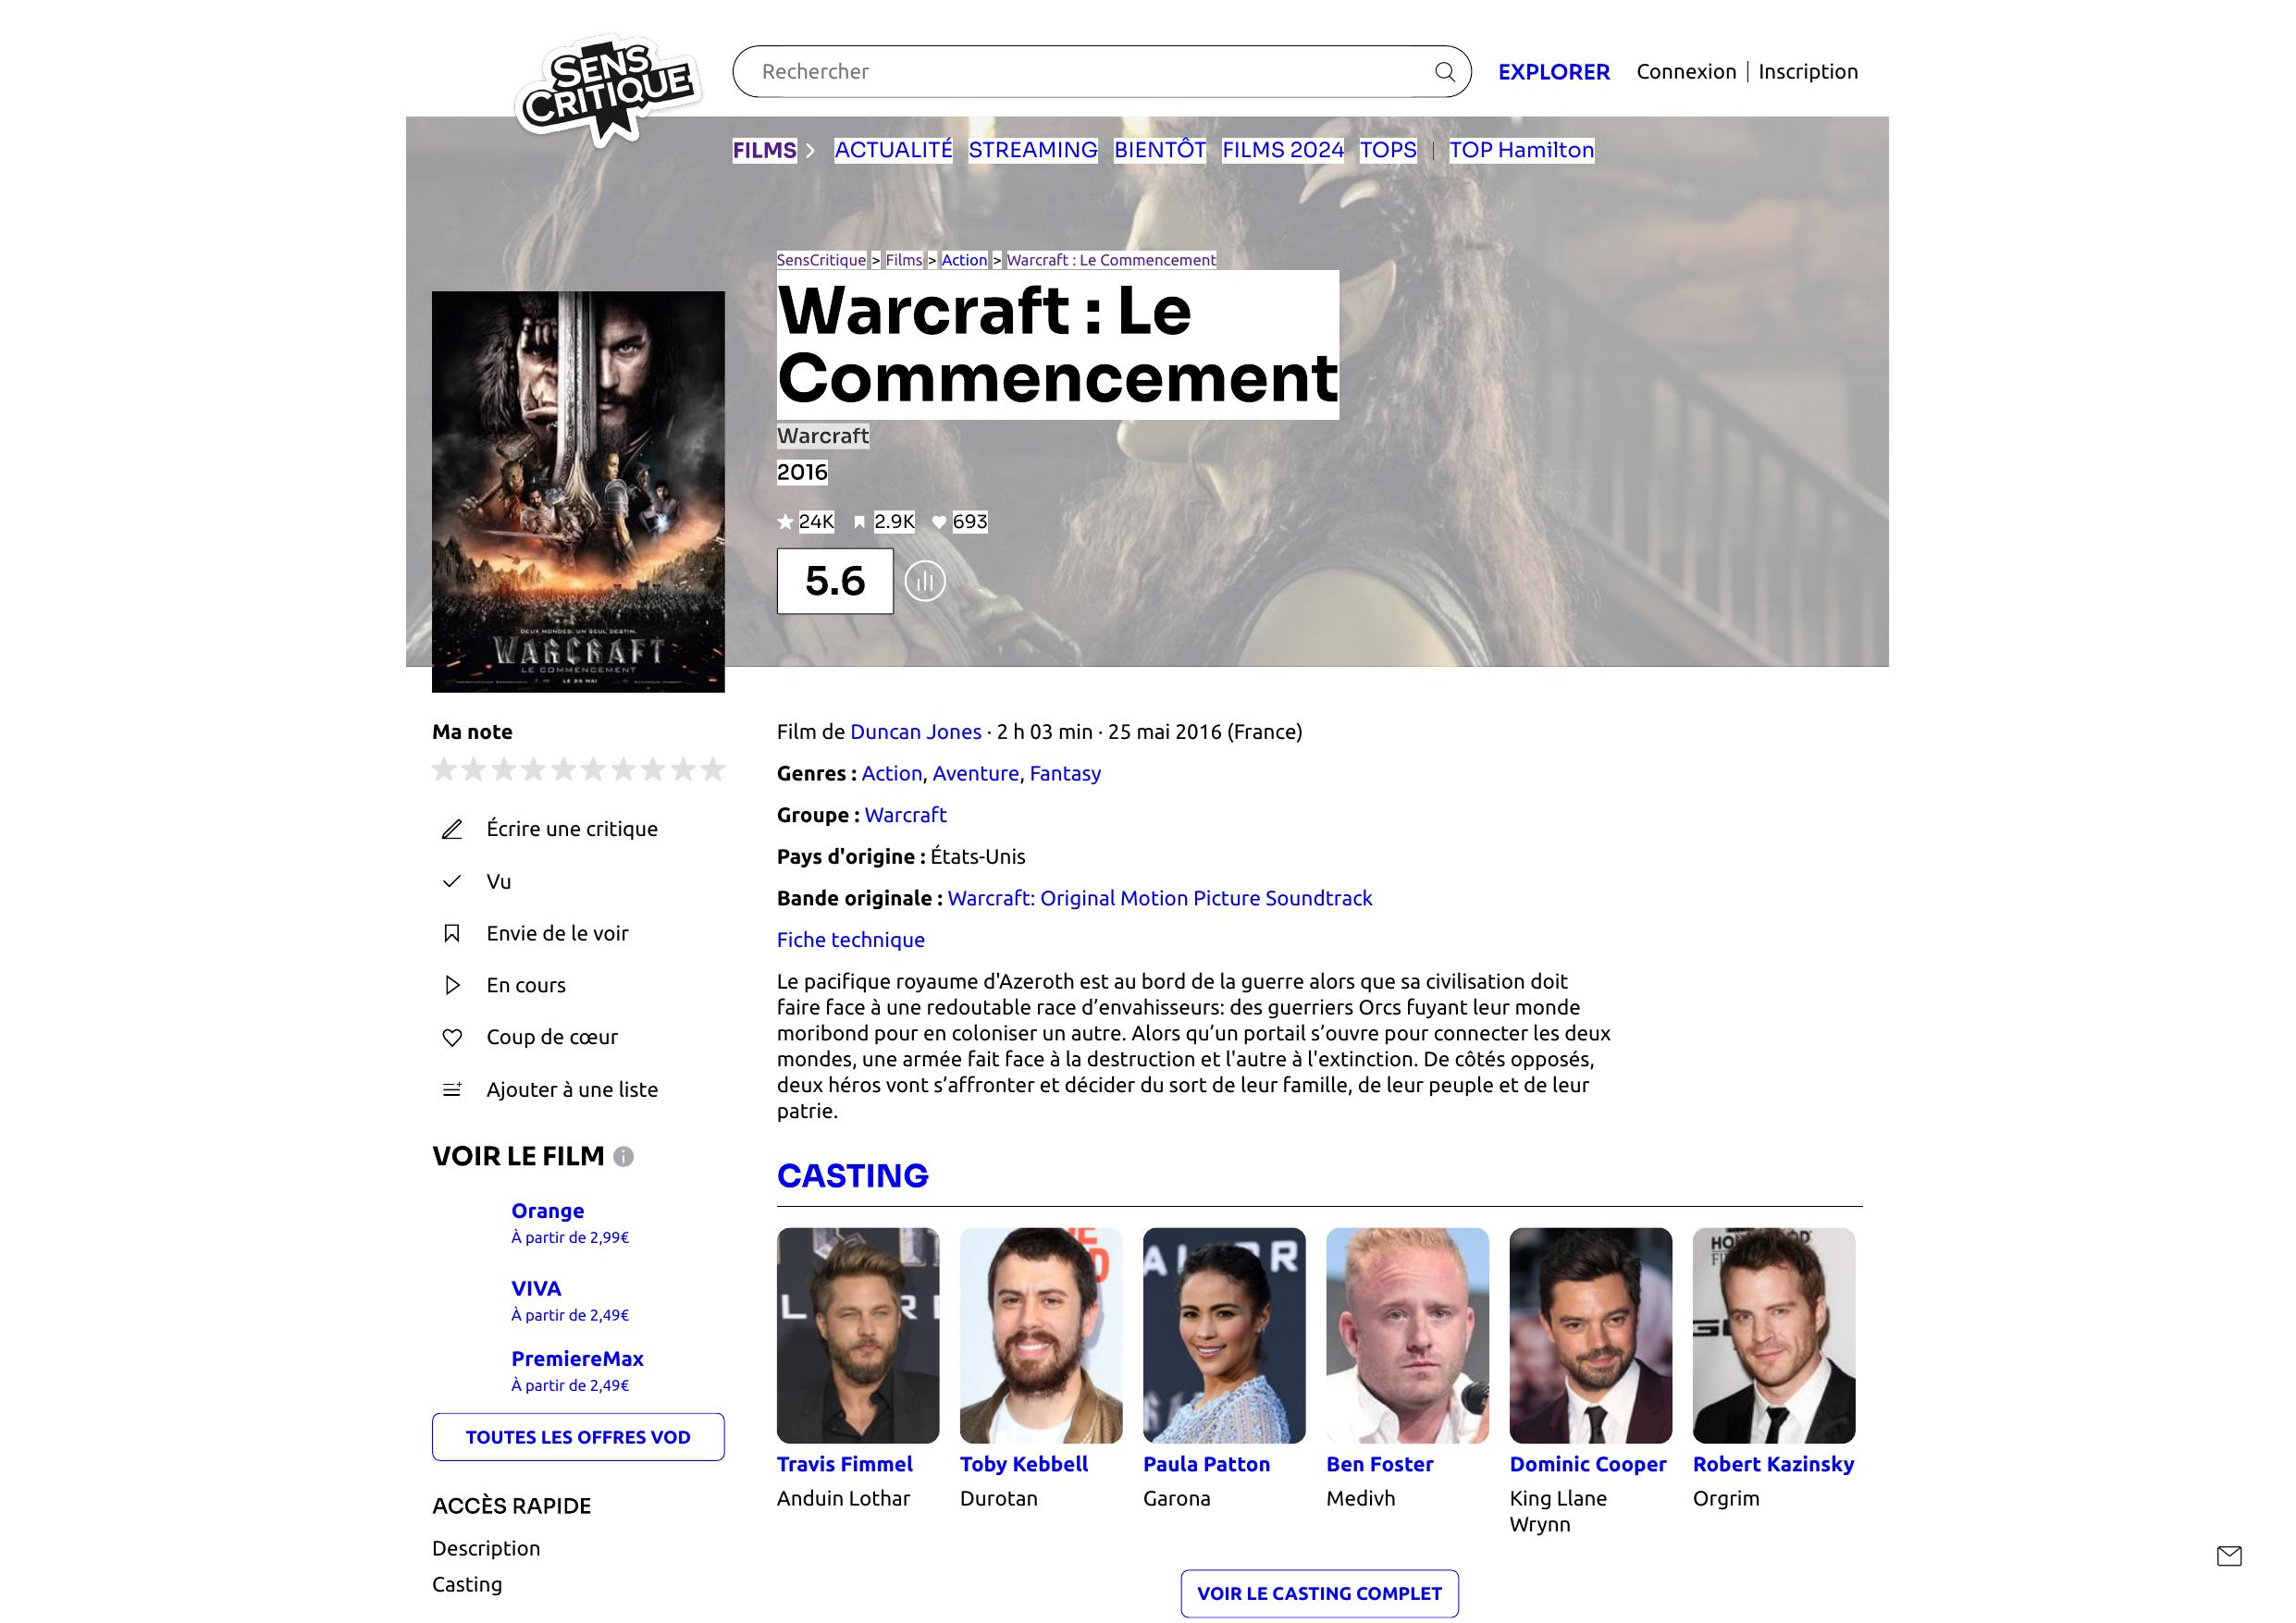 SENS
CRITIQUE
Rechercher
EXPLORER
Connexion | Inscription
FILMS
ACTUALITÉ
STREAMING
BIENTÔT
FILMS 2024
TOPS
|
TOP Hamilton
SensCritique > Films > Action > Warcraft : Le Commencement
Warcraft : Le
Commencement
Warcraft
2016
24K
2.9K
693
5.6
DEUX MONDES. UN SEUL DESTIN.
WARCRAFT
LE COMMENCEMENT
LE 25 MAI
Ma note
Écrire une critique
Vu
Envie de le voir
En cours
Coup de cœur
Ajouter à une liste
VOIR LE FILM
Orange
À partir de 2,99€
VIVA
À partir de 2,49€
PremiereMax
À partir de 2,49€
TOUTES LES OFFRES VOD
ACCÈS RAPIDE
Description
Casting
Film de Duncan Jones · 2 h 03 min · 25 mai 2016 (France)
Genres : Action, Aventure, Fantasy
Groupe : Warcraft
Pays d'origine : États-Unis
Bande originale : Warcraft: Original Motion Picture Soundtrack
Fiche technique
Le pacifique royaume d'Azeroth est au bord de la guerre alors que sa civilisation doit
faire face à une redoutable race d’envahisseurs: des guerriers Orcs fuyant leur monde
moribond pour en coloniser un autre. Alors qu’un portail s’ouvre pour connecter les deux
mondes, une armée fait face à la destruction et l'autre à l'extinction. De côtés opposés,
deux héros vont s’affronter et décider du sort de leur famille, de leur peuple et de leur
patrie.
CASTING
Travis Fimmel
Anduin Lothar
Toby Kebbell
Durotan
Paula Patton
Garona
Ben Foster
Medivh
Dominic Cooper
King Llane
Wrynn
Robert Kazinsky
Orgrim
VOIR LE CASTING COMPLET